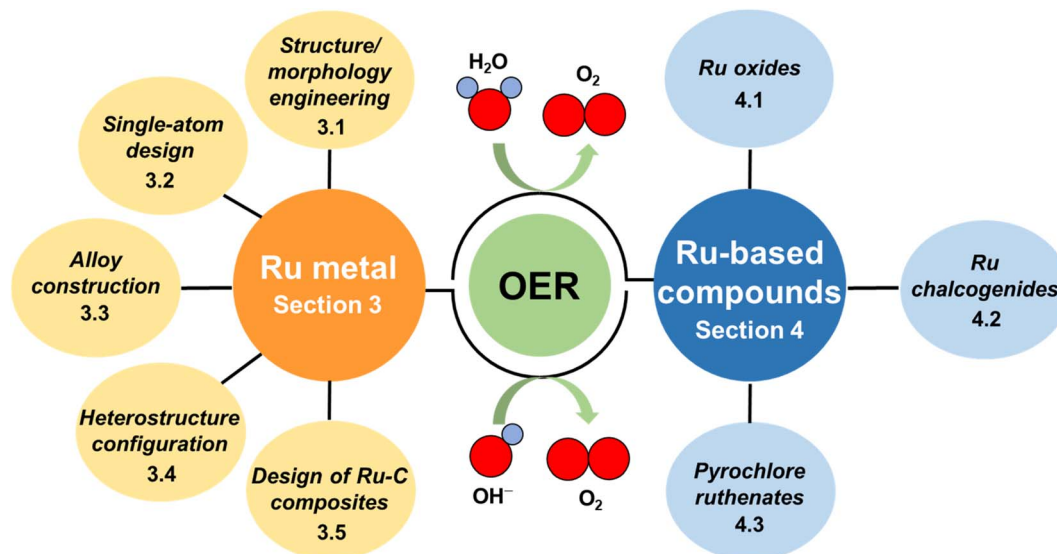 Structure/
morphology
engineering
3.1
Single-atom
design
3.2
Alloy
construction
3.3
Heterostructure
configuration
3.4
Design of Ru-C
composites
3.5
Ru metal
Section 3
H₂O
O₂
OER
OH⁻
O₂
Ru-based
compounds
Section 4
Ru oxides
4.1
Ru
chalcogenides
4.2
Pyrochlore
ruthenates
4.3